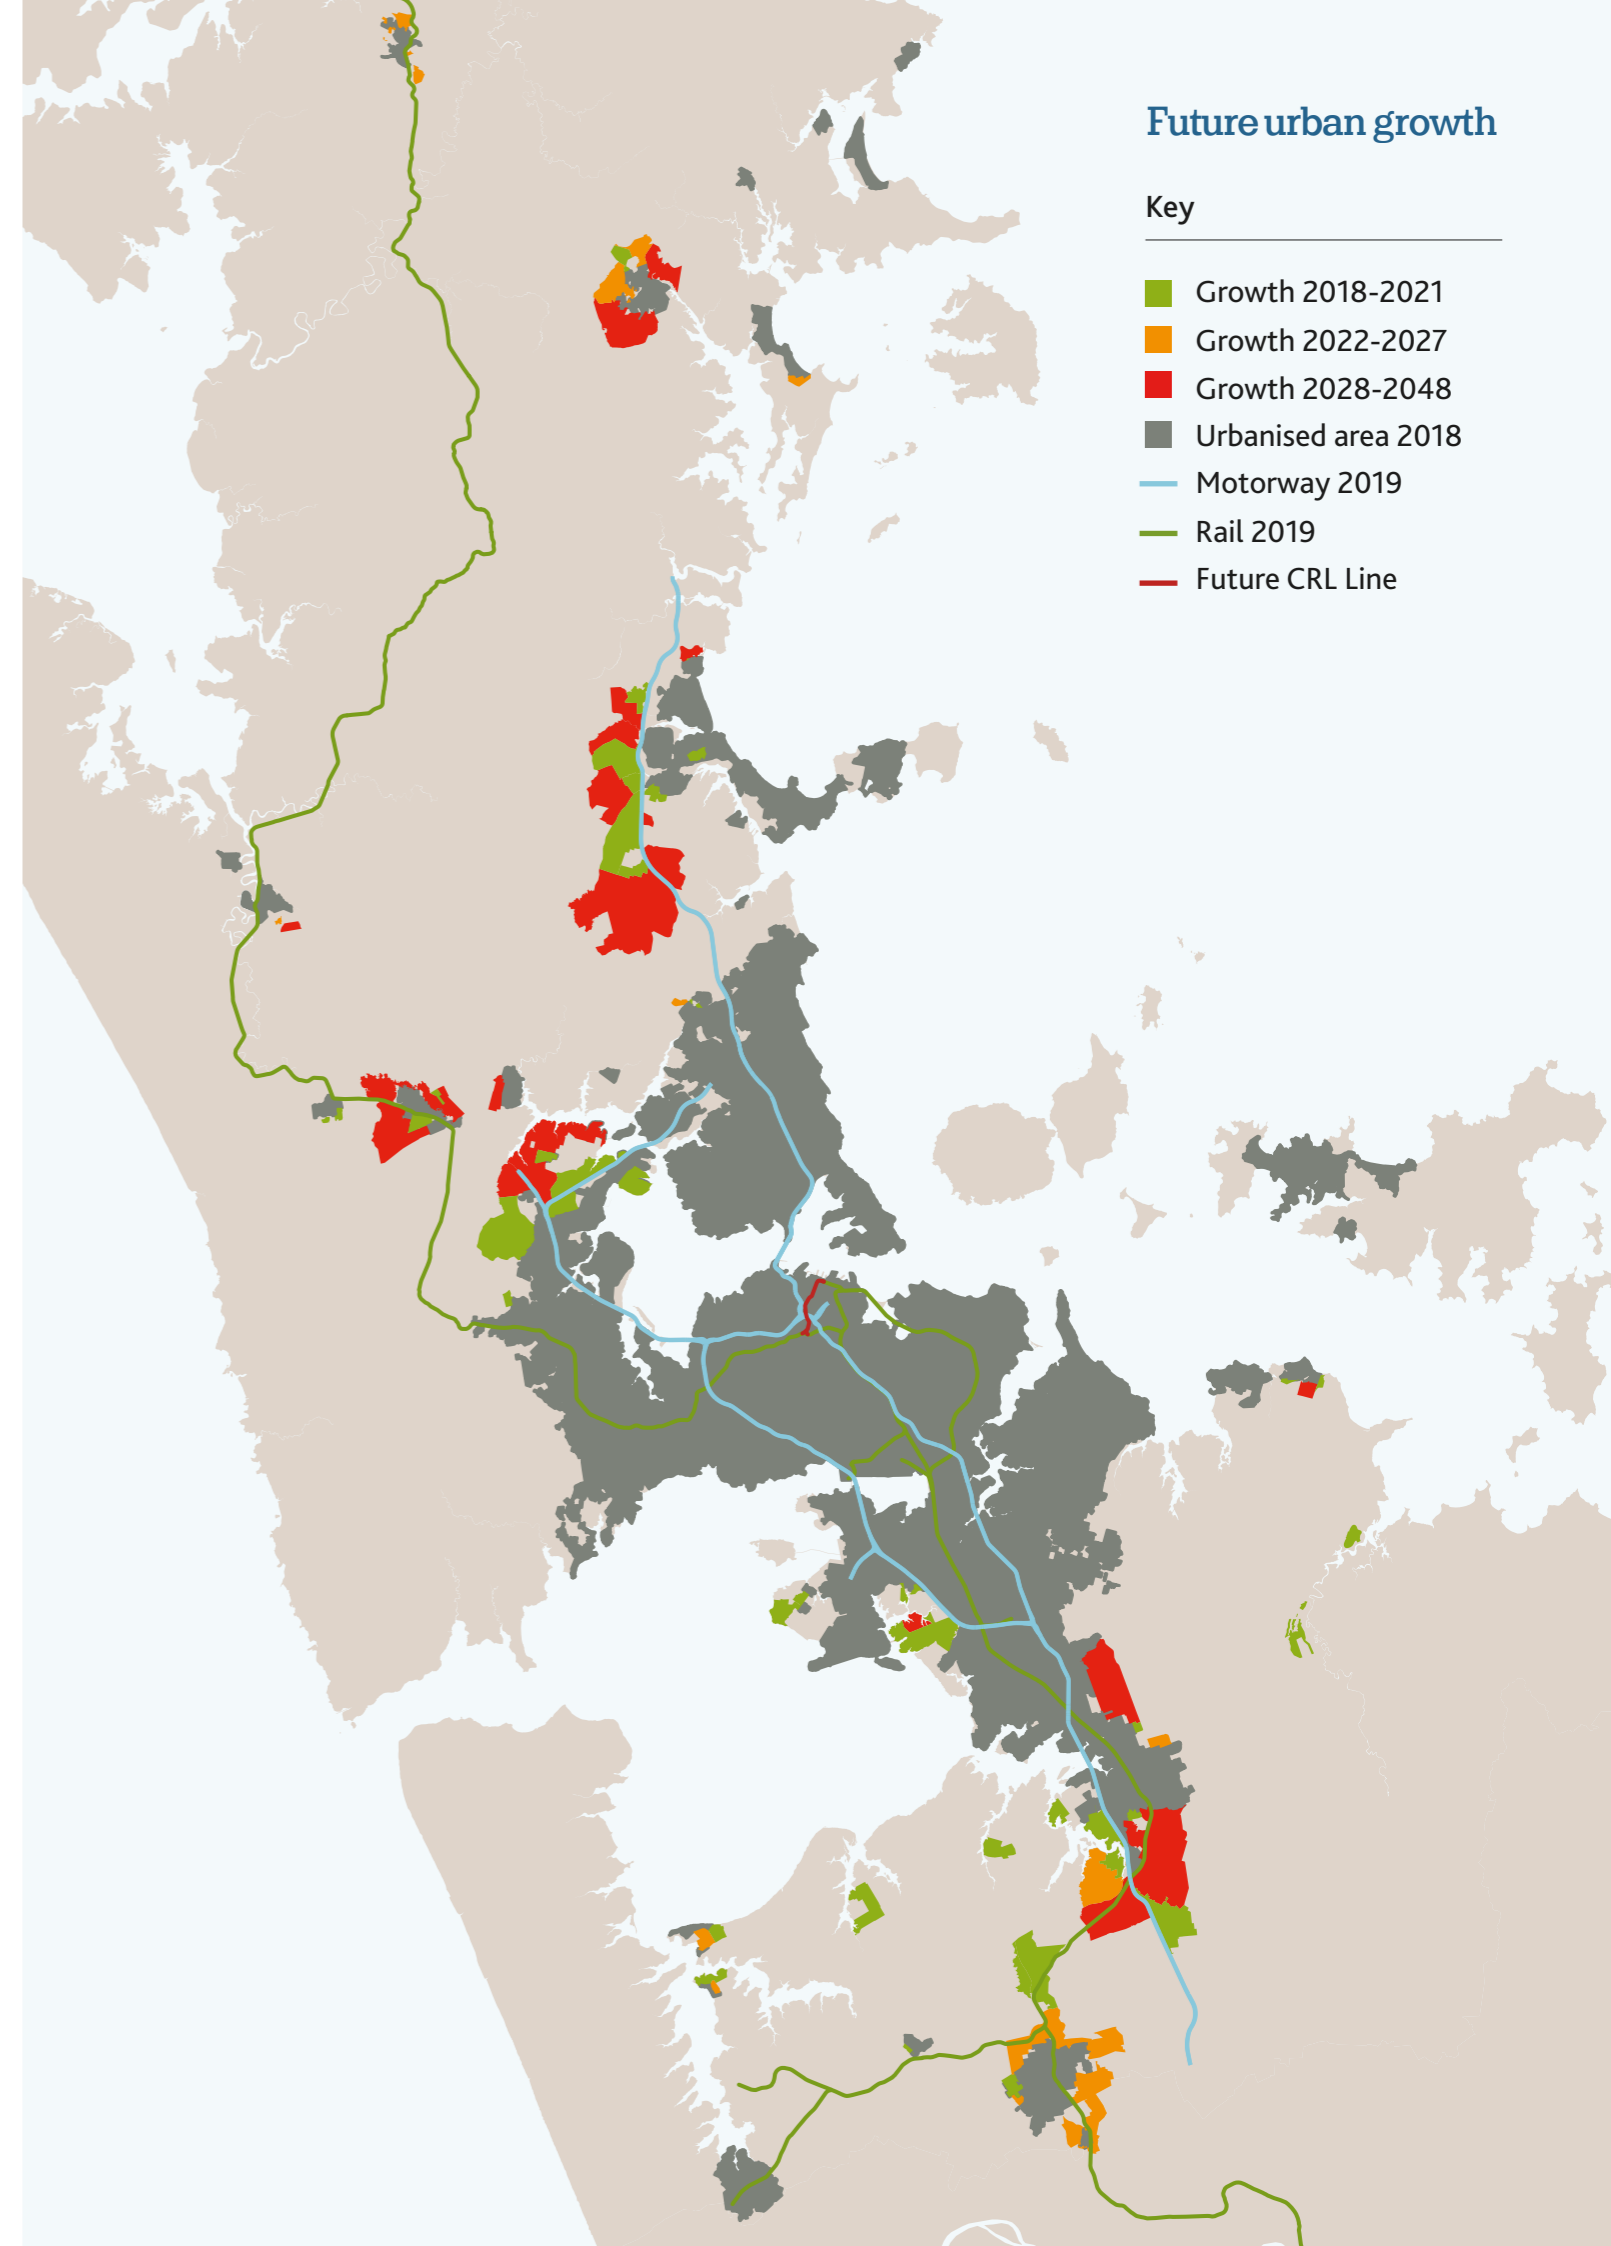 Future urban growth
Key
Growth 2018-2021
Growth 2022-2027
Growth 2028-2048
Urbanised area 2018
Motorway 2019
Rail 2019
Future CRL Line